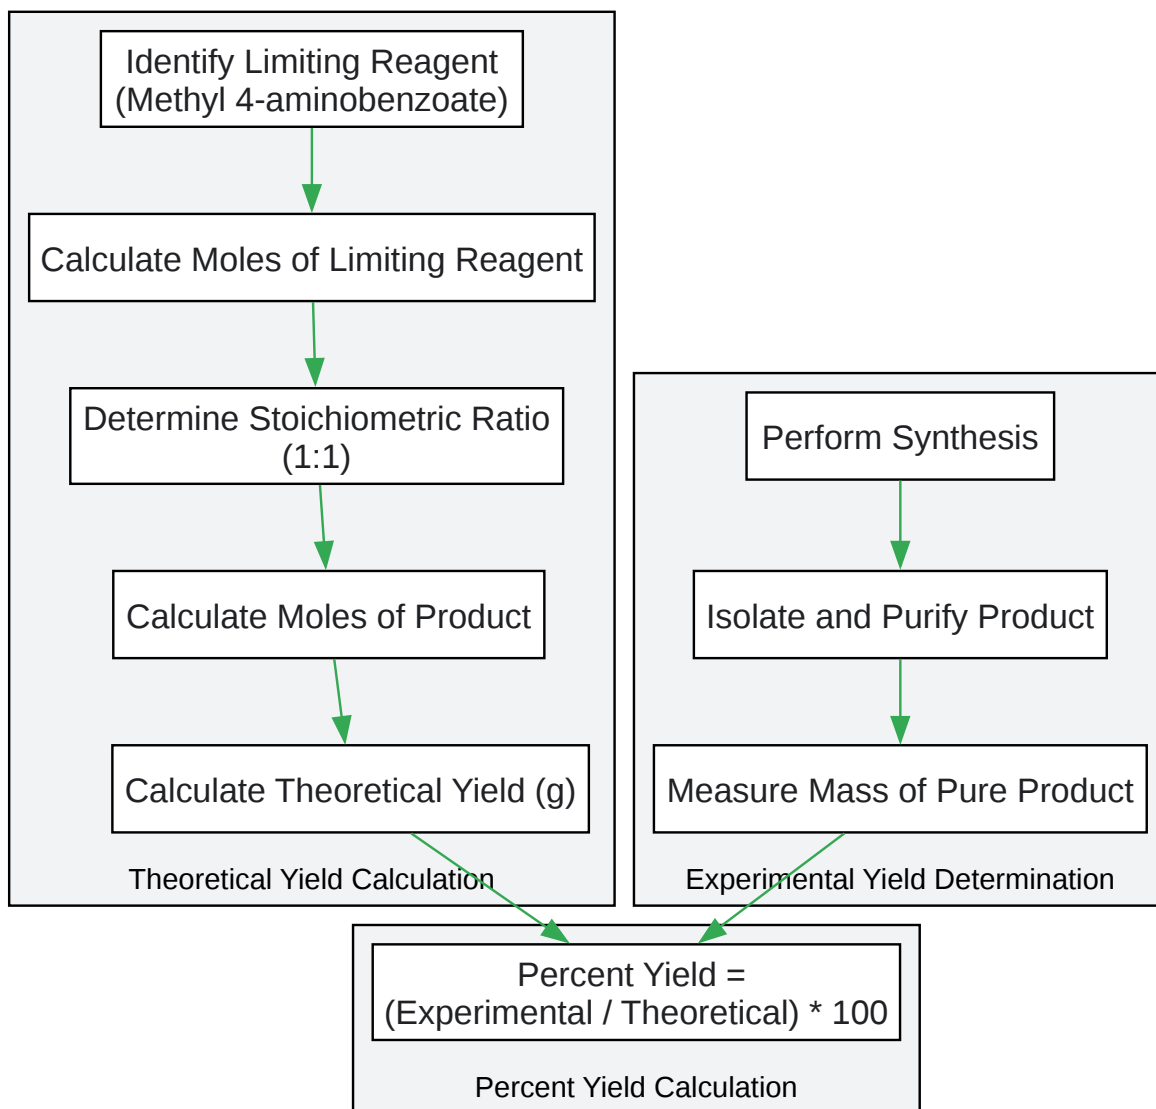 Identify Limiting Reagent
(Methyl 4-aminobenzoate)
Calculate Moles of Limiting Reagent
Determine Stoichiometric Ratio
(1:1)
Calculate Moles of Product
Calculate Theoretical Yield (g)
Theoretical Yield Calculation
Perform Synthesis
Isolate and Purify Product
Measure Mass of Pure Product
Experimental Yield Determination
Percent Yield =
(Experimental / Theoretical) * 100
Percent Yield Calculation